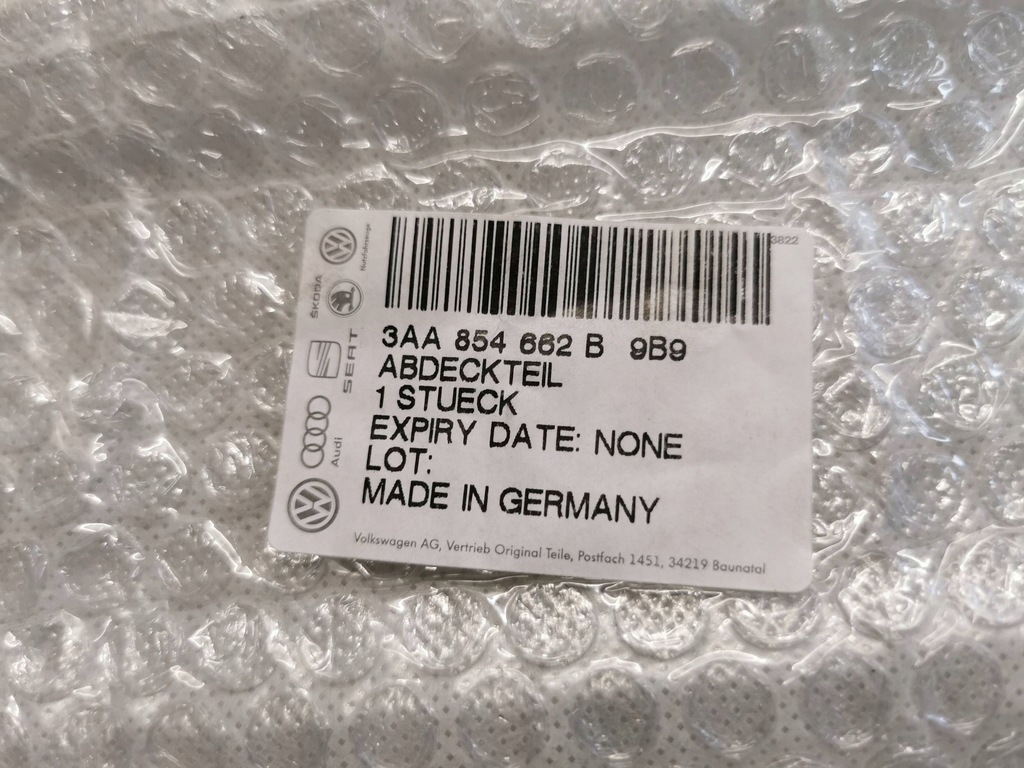 3822
3AA 854 662 B 9B9
ABDECKTEIL
1 STUECK
EXPIRY DATE: NONE
LOT:
MADE IN GERMANY
Volkswagen AG, Vertrieb Original Teile, Postfach 1451, 34219 Baunatal
Nutzfahrzeuge
ŠKODA
SEAT
Audi